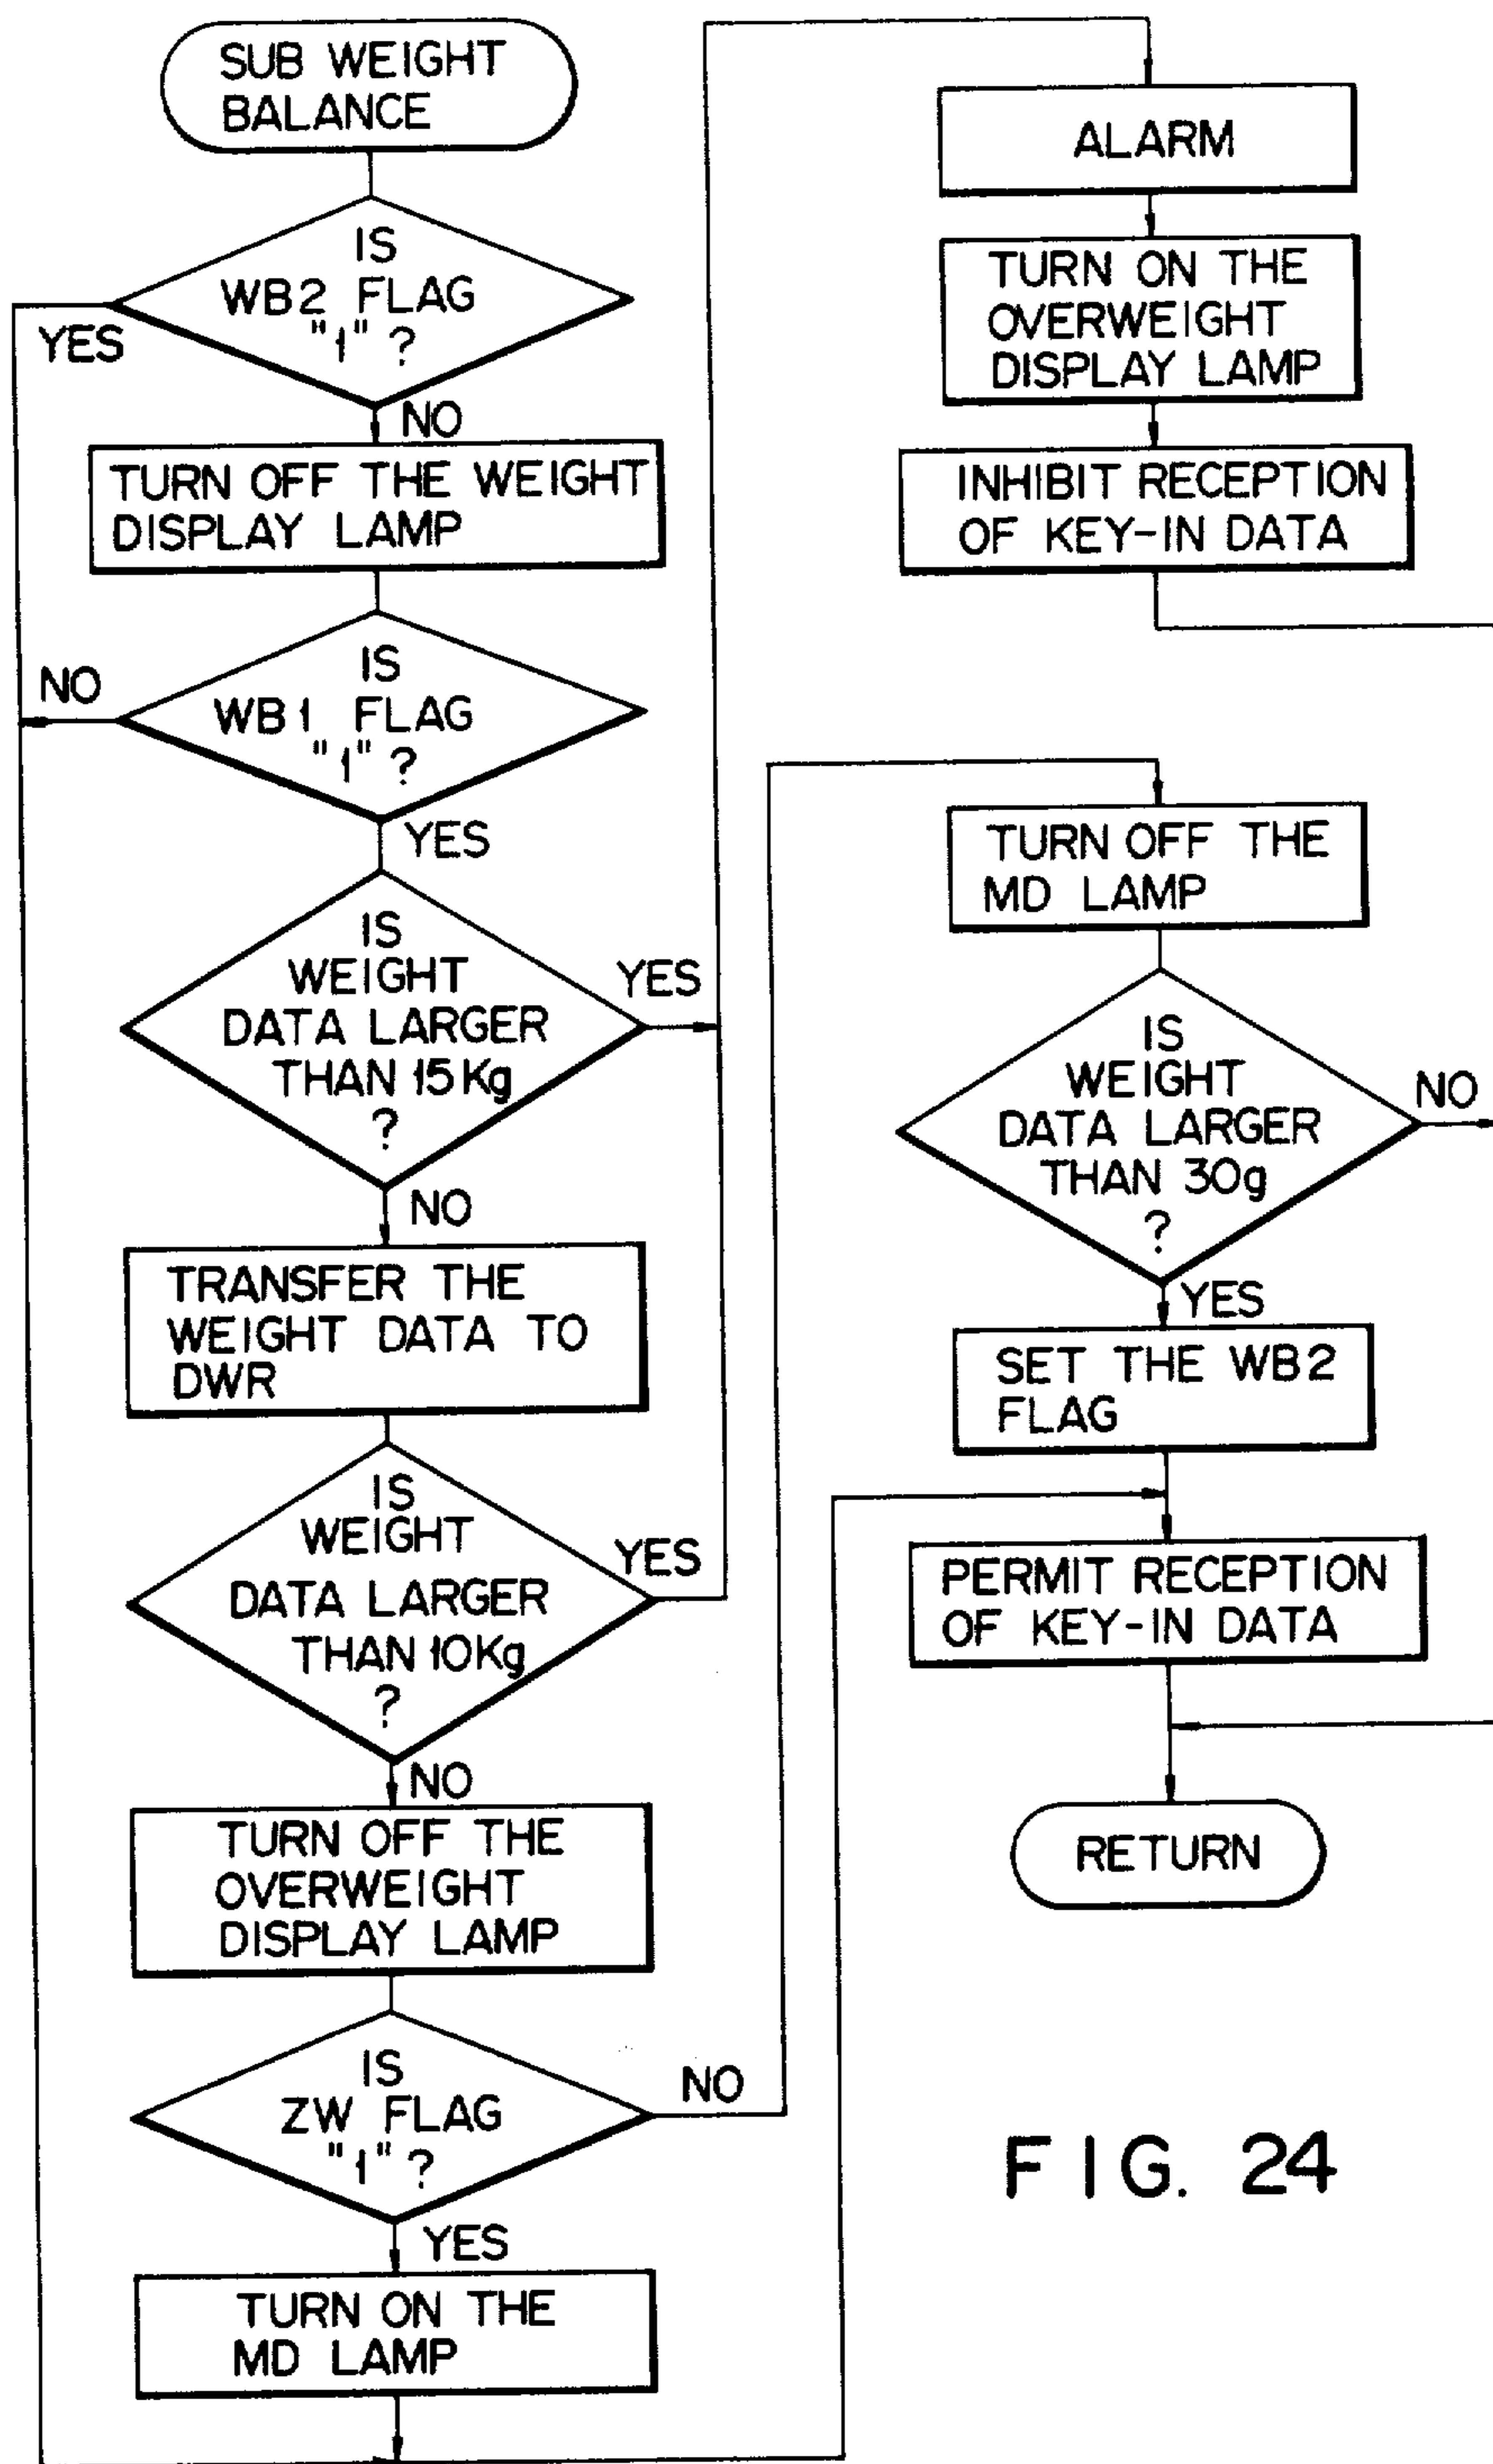 SUB WEIGHT
BALANCE
IS
WB2 FLAG
"1" ?
YES
NO
TURN OFF THE WEIGHT
DISPLAY LAMP
IS
WB1 FLAG
"1" ?
NO
YES
IS
WEIGHT
DATA LARGER
THAN 15Kg
?
YES
NO
TRANSFER THE
WEIGHT DATA TO
DWR
IS
WEIGHT
DATA LARGER
THAN 10Kg
?
YES
NO
TURN OFF THE
OVERWEIGHT
DISPLAY LAMP
IS
ZW FLAG
"1" ?
NO
YES
TURN ON THE
MD LAMP
ALARM
TURN ON THE
OVERWEIGHT
DISPLAY LAMP
INHIBIT RECEPTION
OF KEY-IN DATA
TURN OFF THE
MD LAMP
IS
WEIGHT
DATA LARGER
THAN 30g
?
NO
YES
SET THE WB2
FLAG
PERMIT RECEPTION
OF KEY-IN DATA
RETURN
FIG. 24